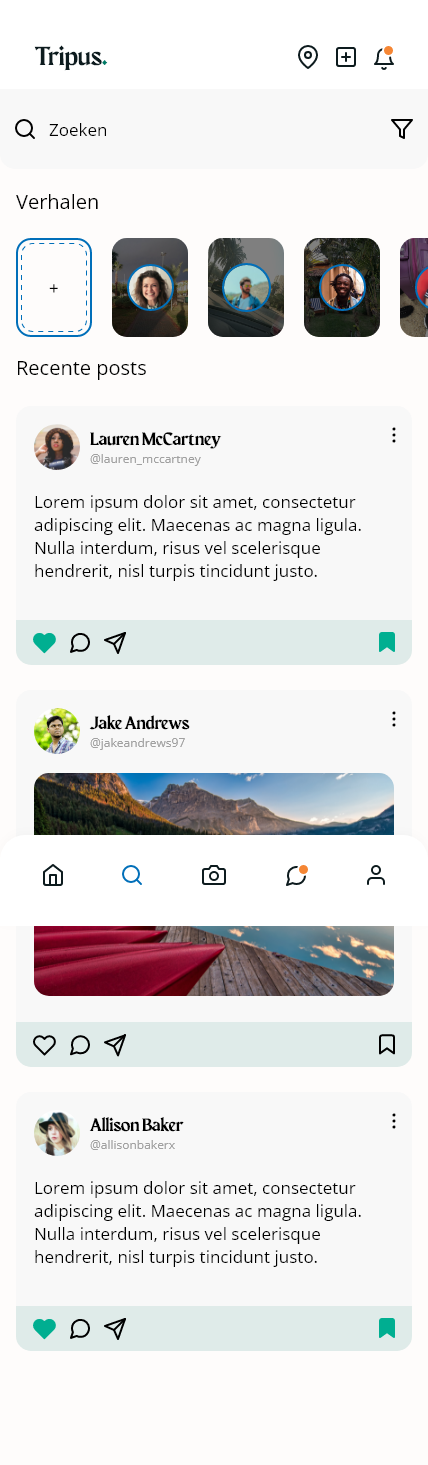 Tripus.
Zoeken
Verhalen
+
Recente posts
Lauren McCartney
@lauren_mccartney
Lorem ipsum dolor sit amet, consectetur
adipiscing elit. Maecenas ac magna ligula.
Nulla interdum, risus vel scelerisque
hendrerit, nisl turpis tincidunt justo.
Jake Andrews
@jakeandrews97
Allison Baker
@allisonbakerx
Lorem ipsum dolor sit amet, consectetur
adipiscing elit. Maecenas ac magna ligula.
Nulla interdum, risus vel scelerisque
hendrerit, nisl turpis tincidunt justo.